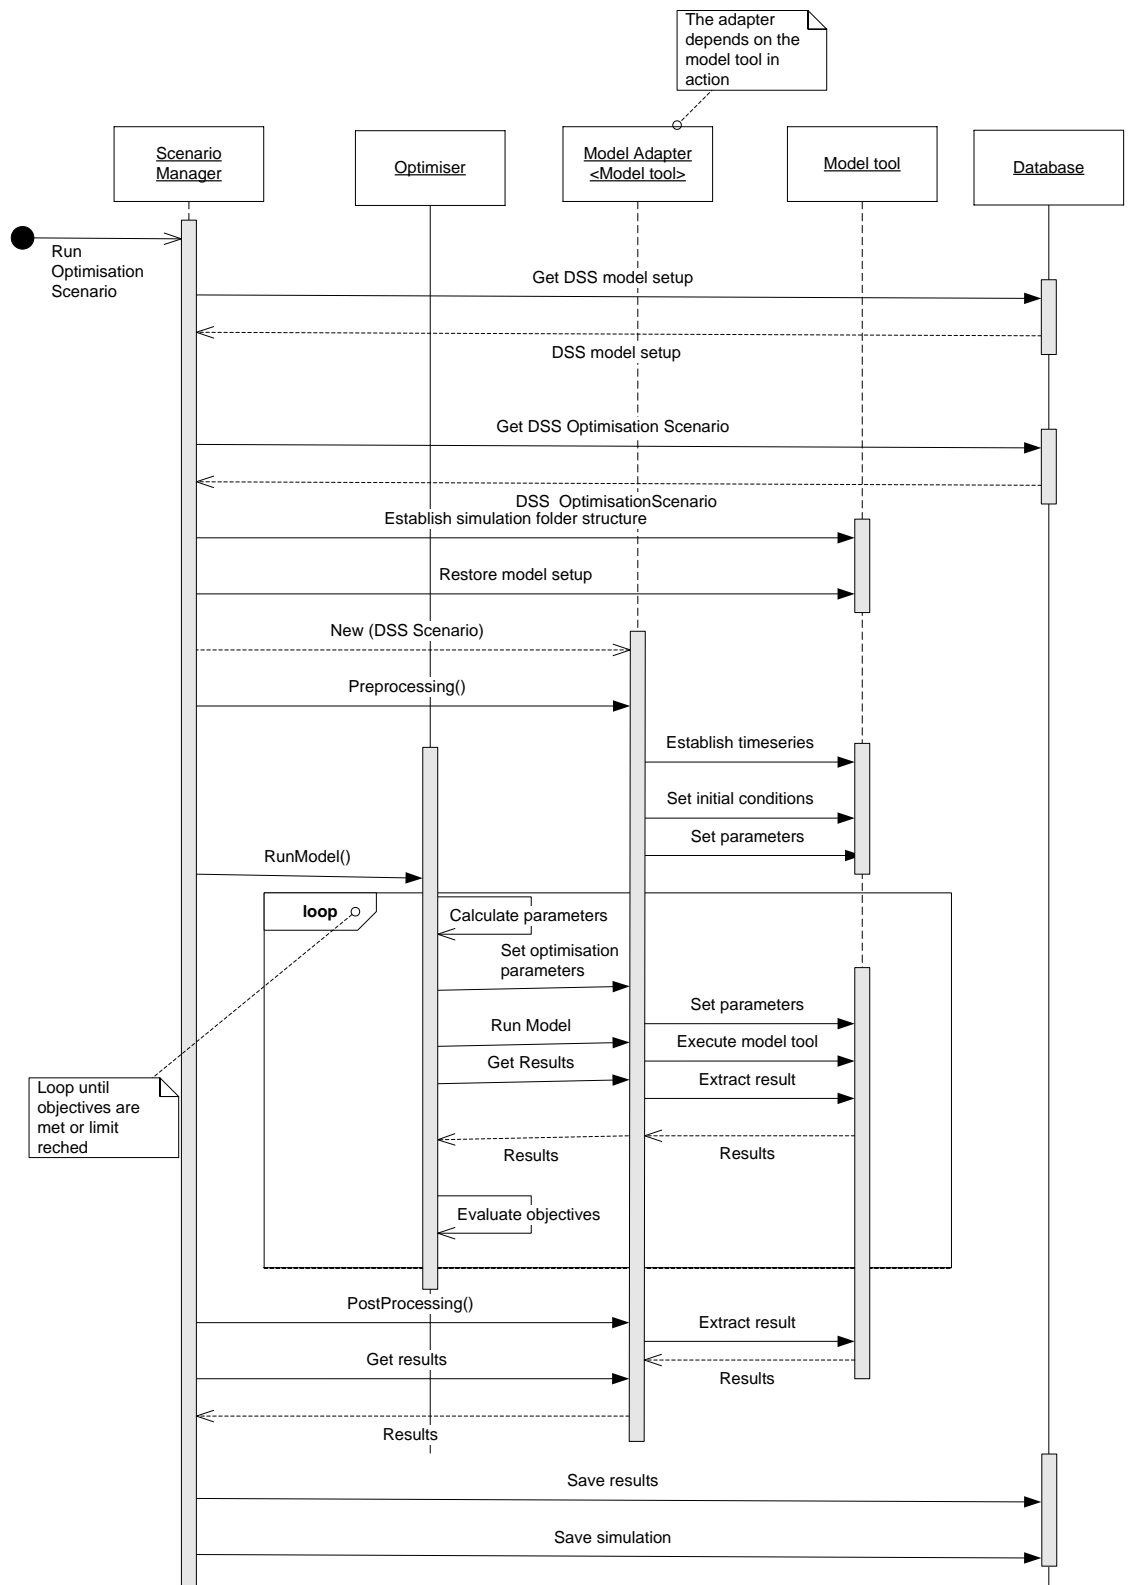 The adapter
depends on the
model tool in
action
Scenario
Manager
Optimiser
Model Adapter
<Model tool>
Model tool
Database
Run
Optimisation
Scenario
Get DSS model setup
DSS model setup
Get DSS Optimisation Scenario
DSS OptimisationScenario
Establish simulation folder structure
Restore model setup
New (DSS Scenario)
Preprocessing()
Establish timeseries
Set initial conditions
Set parameters
RunModel()
loop
Calculate parameters
Set optimisation
parameters
Set parameters
Run Model
Execute model tool
Get Results
Extract result
Loop until
objectives are
met or limit
reched
Results
Results
Evaluate objectives
PostProcessing()
Extract result
Get results
Results
Results
Save results
Save simulation